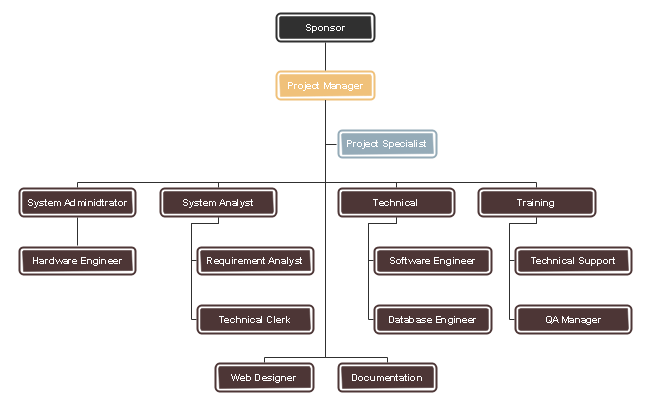 Sponsor
Project Manager
Project Specialist
System Adminidtrator
System Analyst
Technical
Training
Hardware Engineer
Requirement Analyst
Software Engineer
Technical Support
Technical Clerk
Database Engineer
QA Manager
Web Designer
Documentation